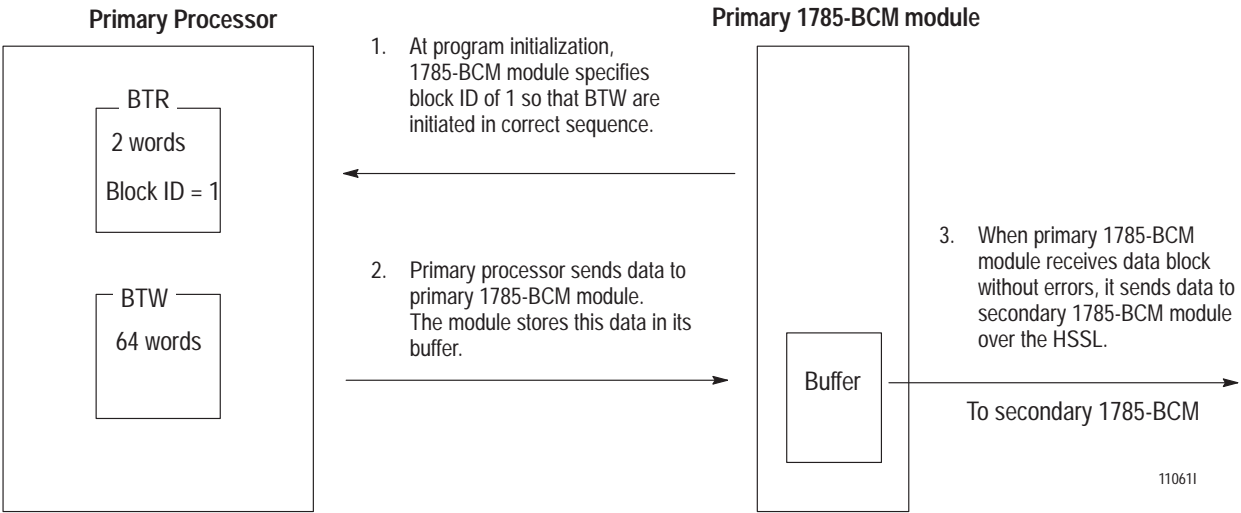 Primary Processor
Primary 1785-BCM module
BTR
2 words
Block ID = 1
BTW
64 words
1. At program initialization,
1785-BCM module specifies
block ID of 1 so that BTW are
initiated in correct sequence.
2. Primary processor sends data to
primary 1785-BCM module.
The module stores this data in its
buffer.
Buffer
3. When primary 1785-BCM
module receives data block
without errors, it sends data to
secondary 1785-BCM module
over the HSSL.
To secondary 1785-BCM
11061I